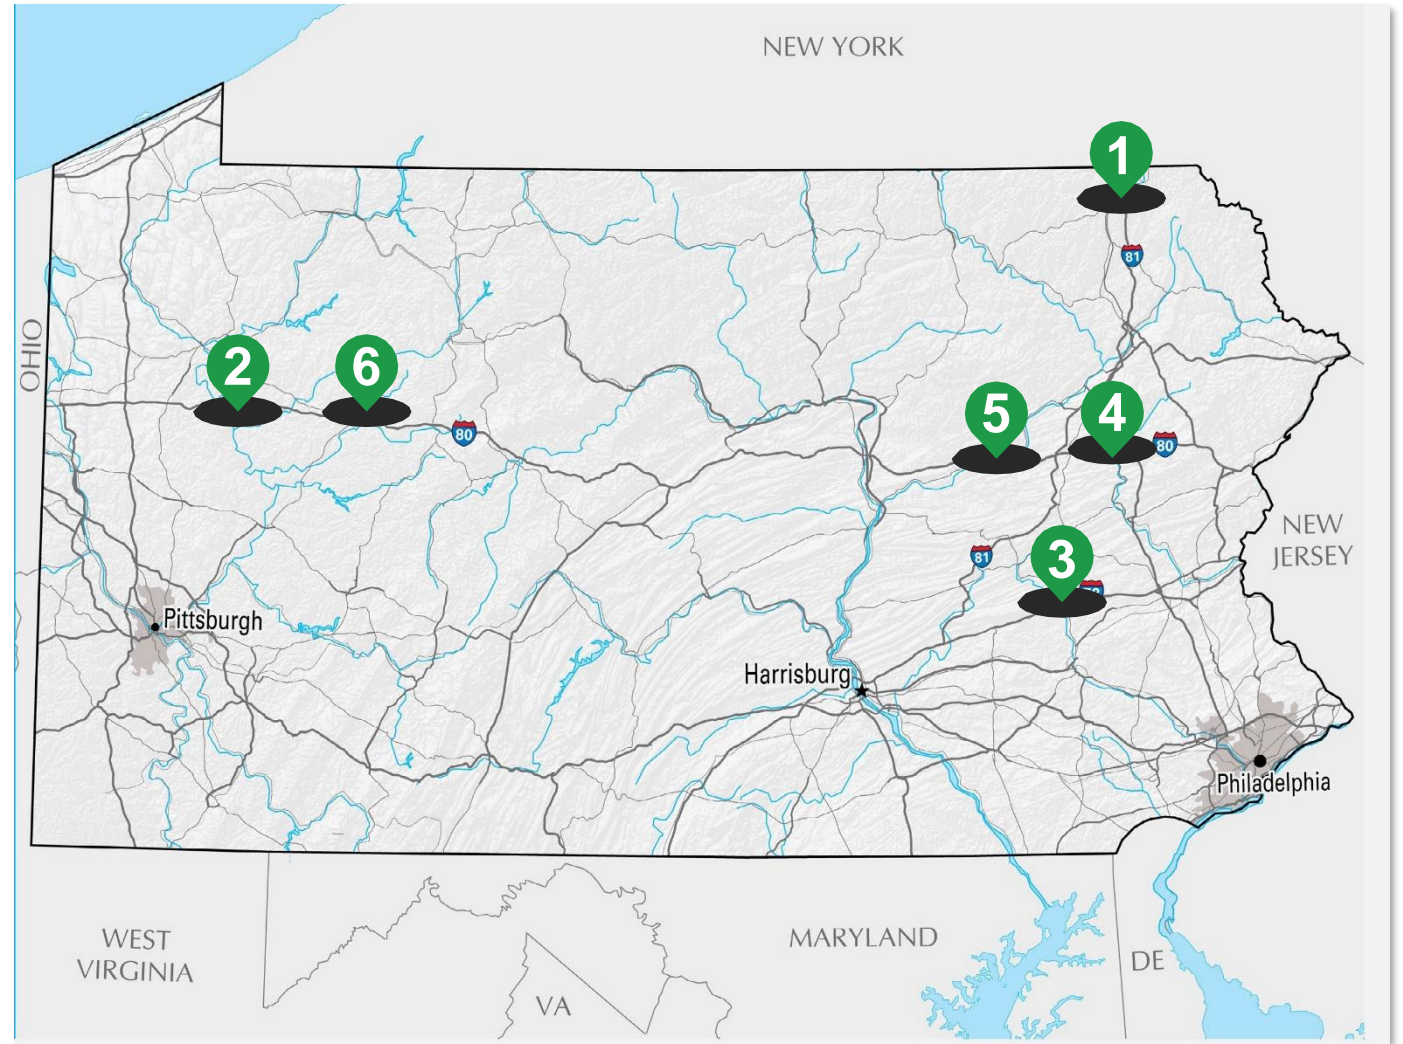 NEW YORK
1
81
OHIO
2
6
5
4
80
80
NEW
JERSEY
81
3
Pittsburgh
Harrisburg
Philadelphia
WEST
VIRGINIA
MARYLAND
DE
VA